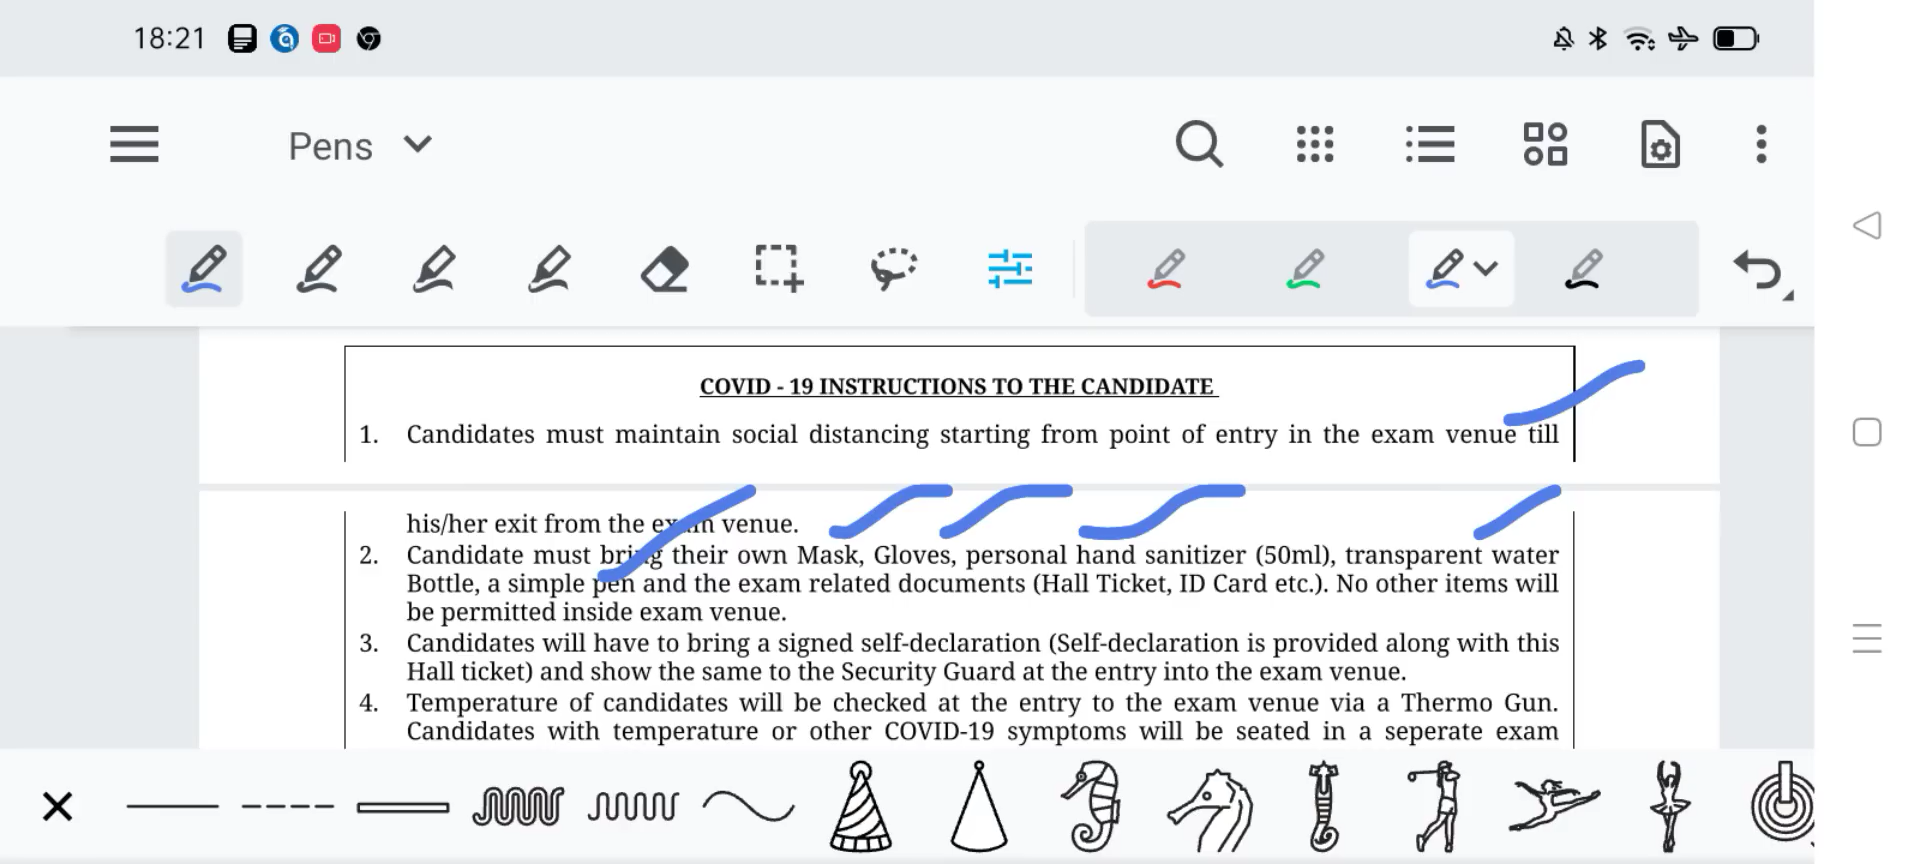 18:21
Pens
COVID - 19 INSTRUCTIONS TO THE CANDIDATE
1. Candidates must maintain social distancing starting from point of entry in the exam venue till
his/her exit from the exam venue.
2. Candidate must bring their own Mask, Gloves, personal hand sanitizer (50ml), transparent water
Bottle, a simple pen and the exam related documents (Hall Ticket, ID Card etc.). No other items will
be permitted inside exam venue.
3. Candidates will have to bring a signed self-declaration (Self-declaration is provided along with this
Hall ticket) and show the same to the Security Guard at the entry into the exam venue.
4. Temperature of candidates will be checked at the entry to the exam venue via a Thermo Gun.
Candidates with temperature or other COVID-19 symptoms will be seated in a seperate exam